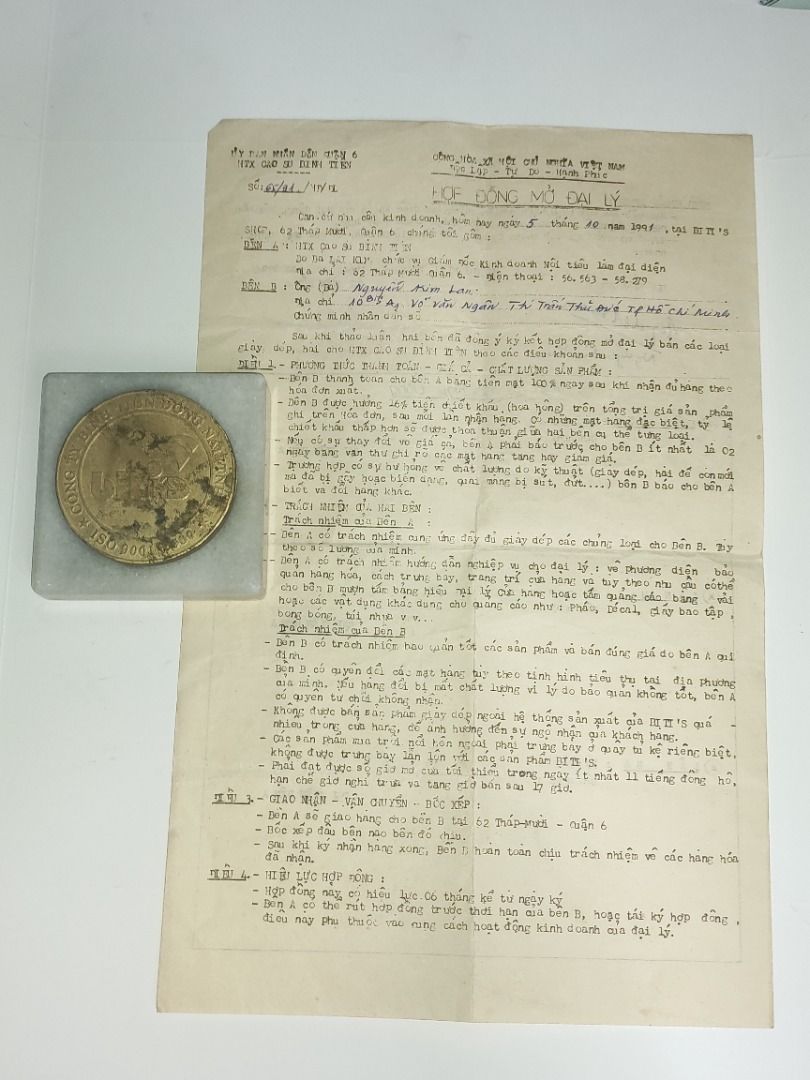 ỦY BAN NHÂN DÂN QUẬN 6
HTX CAO SU BÌNH TIÊN
SỐ: 65/91./HĐ/ĐL
CỘNG HÒA XÃ HỘI CHỦ NGHĨA VIỆT NAM
Độc Lập - Tự Do - Hạnh Phúc
HỢP ĐỒNG MỞ ĐẠI LÝ
Căn cứ nhu cầu kinh doanh, hôm nay ngày 5 tháng 10 năm 1991, tại BITI'S
SHOP, 62 Tháp Mười, Quận 6 chúng tôi gồm :
BÊN A : HTX Cao Su BÌNH TIÊN
Do Bà LAI KIM chức vụ Giám đốc Kinh doanh Nội tiêu làm đại diện
Địa chỉ : 62 Tháp Mười Quận 6. - Điện thoại : 56.563 - 58.279
BÊN B : Ông (Bà) Nguyễn Kim Lan.
Địa chỉ 10 Bis A2 Võ Văn Ngân Thị Trấn Thủ Đức TP Hồ Chí Minh.
Chứng minh nhân dân số
Sau khi thảo luận hai bên đã đồng ý ký kết hợp đồng mở đại lý bán các loại
giày, dép, hài cho HTX CAO SU BÌNH TIÊN theo các điều khoản sau :
ĐIỀU 1.- PHƯƠNG THỨC THANH TOÁN - GIÁ CẢ - CHẤT LƯỢNG SẢN PHẨM :
- Bên B thanh toán cho bên A bằng tiền mặt 100% ngay sau khi nhận đủ hàng theo
hóa đơn xuất.
- Bên B được hưởng 16% tiền chiết khấu (hoa hồng) trên tổng trị giá sản phẩm
ghi trên Hóa đơn, sau mỗi lần nhận hàng. Có những mặt hàng đặc biệt, tỷ lệ
chiết khấu thấp hơn sẽ được thỏa thuận giữa hai bên cụ thể từng loại.
- Nếu có sự thay đổi về giá cả, bên A phải báo trước cho bên B ít nhất là 02
ngày bằng văn thư ghi rõ các mặt hàng tăng hay giảm giá.
- Trường hợp có sự hư hỏng về chất lượng do kỹ thuật (giày dép, hài để còn mới
mà đã bị gãy hoặc biến dạng, quai mang bị sút, đứt....) bên B báo cho bên A
biết và đổi hàng khác.
- TRÁCH NHIỆM CỦA HAI BÊN :
Trách nhiệm của Bên A :
- Bên A có trách nhiệm cung ứng đầy đủ giày dép các chủng loại cho Bên B. Tùy
theo số lượng của mình.
- Bên A có trách nhiệm hướng dẫn nghiệp vụ cho đại lý : về phương diện bảo
quản hàng hóa, cách trưng bày, trang trí cửa hàng và tùy theo nhu cầu cóthể
cho bên B mượn tấm bảng hiệu Đại lý Cửa hàng hoặc tấm quảng cáo bằng vải
hoặc các vật dụng khác dùng cho quảng cáo như : Pháo, Décal, giấy bao tập,
bong bóng, túi nhựa v.v...
Trách nhiệm của Bên B
- Bên B có trách nhiệm bảo quản tốt các sản phẩm và bán đúng giá do bên A qui
định.
- Bên B có quyền đổi các mặt hàng tùy theo tình hình tiêu thụ tại địa phương
của mình. Nếu hàng đổi bị mất chất lượng vì lý do bảo quản không tốt, bên A
có quyền từ chối không nhận.
- Không được bán sản phẩm giày dép ngoài hệ thống sản xuất của BITI'S quá -
nhiều trong cửa hàng, để ảnh hưởng đến sự ngộ nhận của khách hàng.
- Các sản phẩm mua trôi nổi bên ngoài phải trưng bày ở quầy tủ kệ riêng biệt,
không được trưng bày lẫn lộn với các sản phẩm BITI'S.
- Phải đạt được số giờ mở cửa tối thiểu trong ngày ít nhất 11 tiếng đồng hồ,
hạn chế giờ nghỉ trưa và tăng giờ bán sau 17 giờ.
ĐIỀU 3.- GIAO NHẬN - VẬN CHUYỂN - BỐC XẾP :
- Bên A sẽ giao hàng cho bên B tại 62 Tháp-Mười - Quận 6
- Bốc xếp đầu bên nào bên đó chịu.
- Sau khi ký nhận hàng xong, Bên B hoàn toàn chịu trách nhiệm về các hàng hóa
đã nhận.
ĐIỀU 4.- HIỆU LỰC HỢP ĐỒNG :
- Hợp đồng này có hiệu lực 06 tháng kể từ ngày ký
- Bên A có thể rút hợp đồng trước thời hạn của bên B, hoặc tái ký hợp đồng,
điều này phụ thuộc vào cung cách hoạt động kinh doanh của đại lý.
CÔNG TY BÌNH TIÊN ĐỒNG NAI
ISO 9001